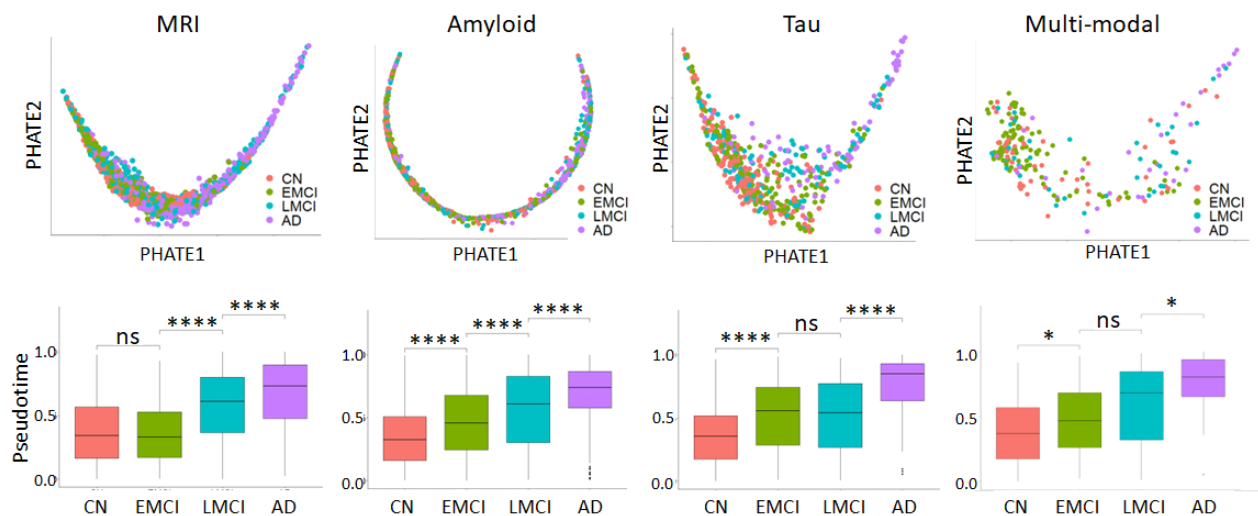 MRI
Amyloid
Tau
Multi-modal
PHATE2
PHATE2
PHATE2
PHATE2
CN
EMCI
LMCI
AD
CN
EMCI
LMCI
AD
CN
EMCI
LMCI
AD
CN
EMCI
LMCI
AD
PHATE1
PHATE1
PHATE1
PHATE1
Pseudotime
ns
****
****
1.0
0.5
0.0
CN EMCI LMCI AD
****
****
****
1.0
0.5
0.0
CN EMCI LMCI AD
****
ns
****
1.0
0.5
0.0
CN EMCI LMCI AD
*
ns
*
1.0
0.5
0.0
CN EMCI LMCI AD